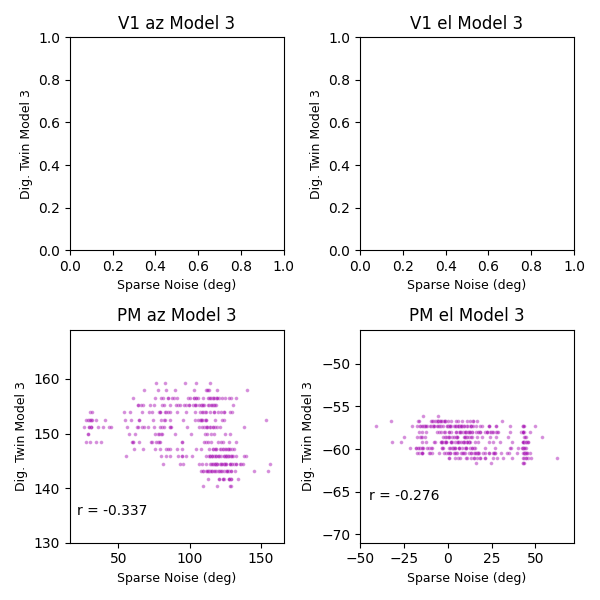 V1 az Model 3
V1 el Model 3
1.0
0.8
0.6
0.4
0.2
0.0
Dig. Twin Model 3
0.0 0.2 0.4 0.6 0.8 1.0
Sparse Noise (deg)
1.0
0.8
0.6
0.4
0.2
0.0
Dig. Twin Model 3
0.0 0.2 0.4 0.6 0.8 1.0
Sparse Noise (deg)
PM az Model 3
PM el Model 3
160
150
140
130
Dig. Twin Model 3
r = -0.337
50 100 150
Sparse Noise (deg)
−50
−55
−60
−65
−70
Dig. Twin Model 3
r = -0.276
−50 −25 0 25 50
Sparse Noise (deg)